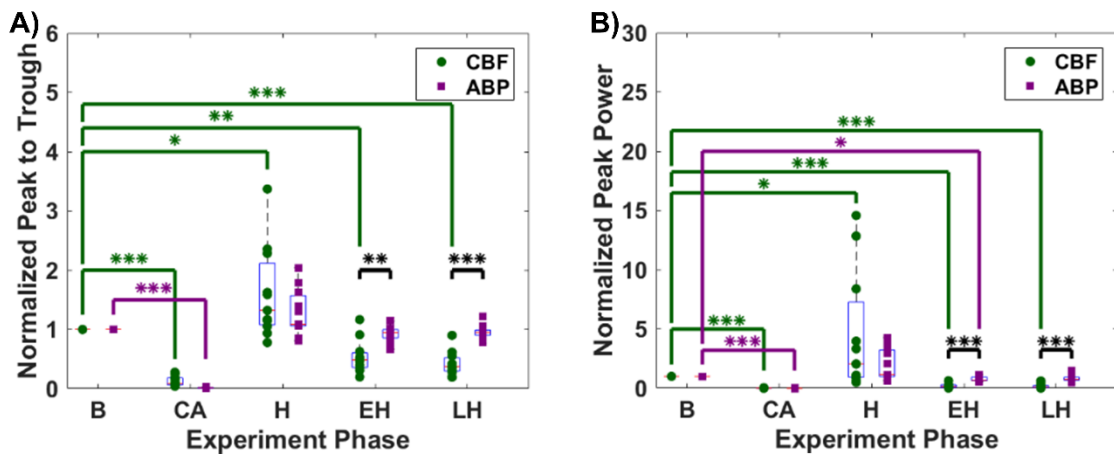 A)
Normalized Peak to Trough
6
5
4
3
2
1
0
CBF
ABP
***
**
*
***
***
**
***
B CA H EH LH
Experiment Phase
B)
Normalized Peak Power
30
25
20
15
10
5
0
CBF
ABP
***
*
***
*
***
***
***
***
B CA H EH LH
Experiment Phase